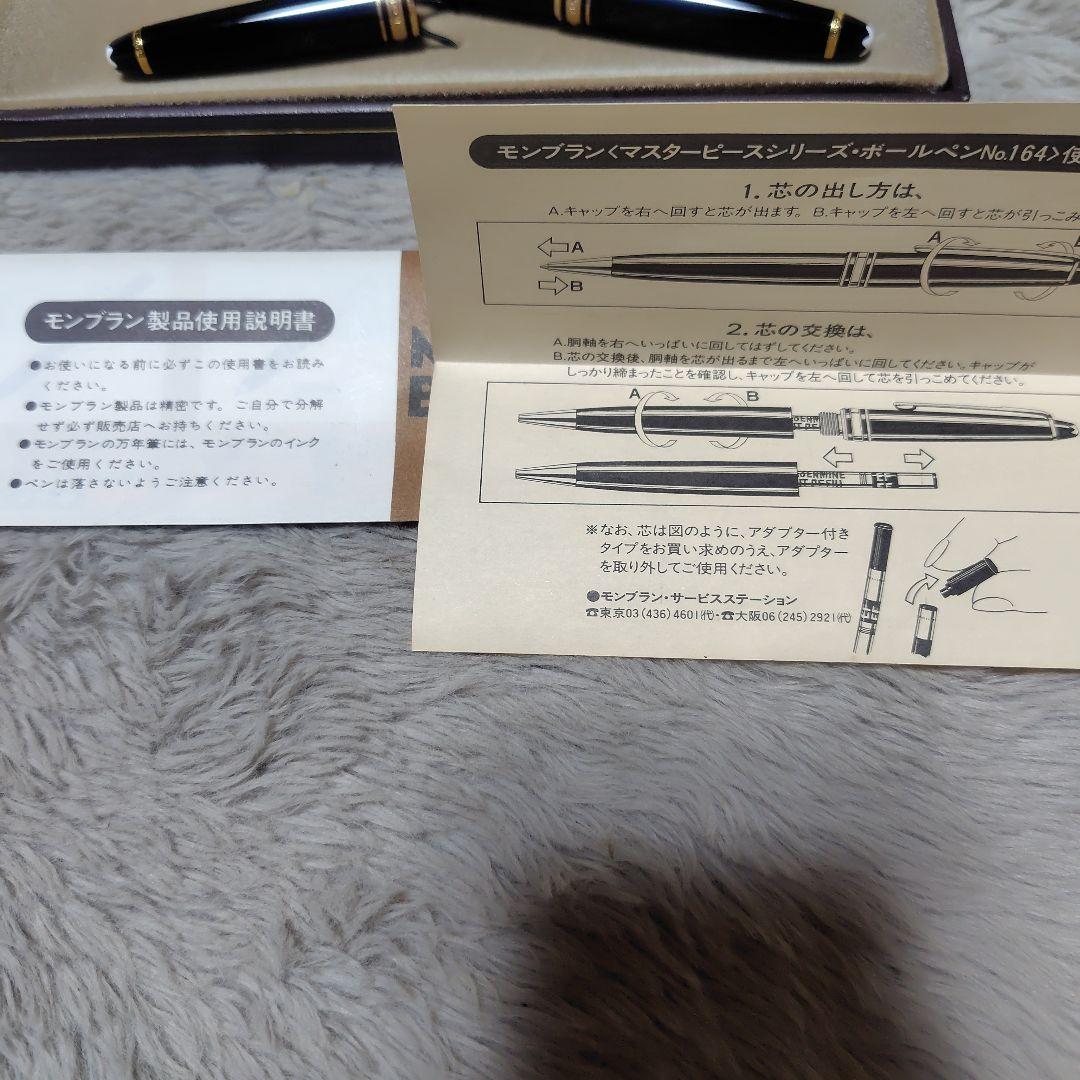 モンブラン製品使用説明書
●お使いになる前に必ずこの使用書をお読み
ください。
●モンブラン製品は精密です。ご自分で分解
せず必ず販売店へお持ちください。
●モンブランの万年筆には、モンブランのインク
をご使用ください。
●ペンは落さないようご注意ください。
モンブラン〈マスターピースシリーズ・ボールペンNo.164〉使
1.芯の出し方は、
A.キャップを右へ回すと芯が出ます。B.キャップを左へ回すと芯が引っこみ
A
B
A
2.芯の交換は、
A.胴軸を右へいっぱいに回してはずしてください。
B.芯の交換後、胴軸を芯が出るまで左へいっぱいに回してください。キャップが
しっかり締まったことを確認し、キャップを左へ回して芯を引っこめてください。
A
B
※なお、芯は図のように、アダプター付き
タイプをお買い求めのうえ、アダプター
を取り外してご使用ください。
●モンブラン・サービスステーション
☎東京03(436)4601(代)・☎大阪06(245)2921(代)